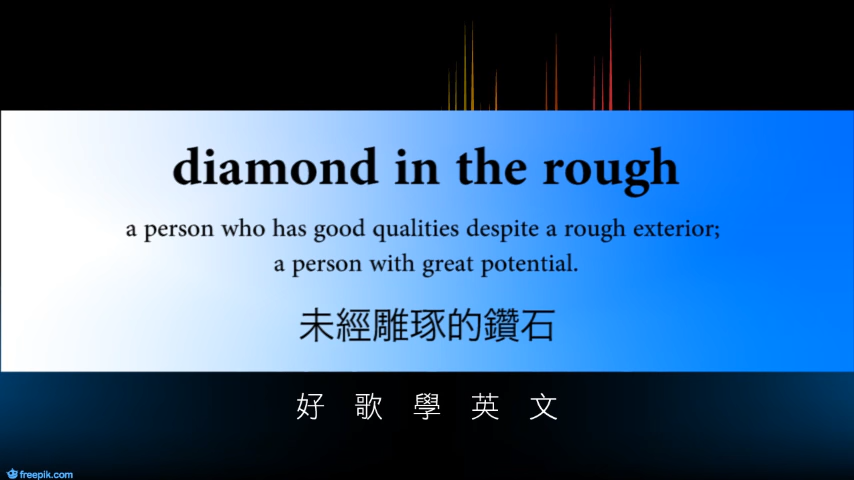 diamond in the rough
a person who has good qualities despite a rough exterior;
a person with great potential.
未經雕琢的鑽石
好歌學英文
freepik.com